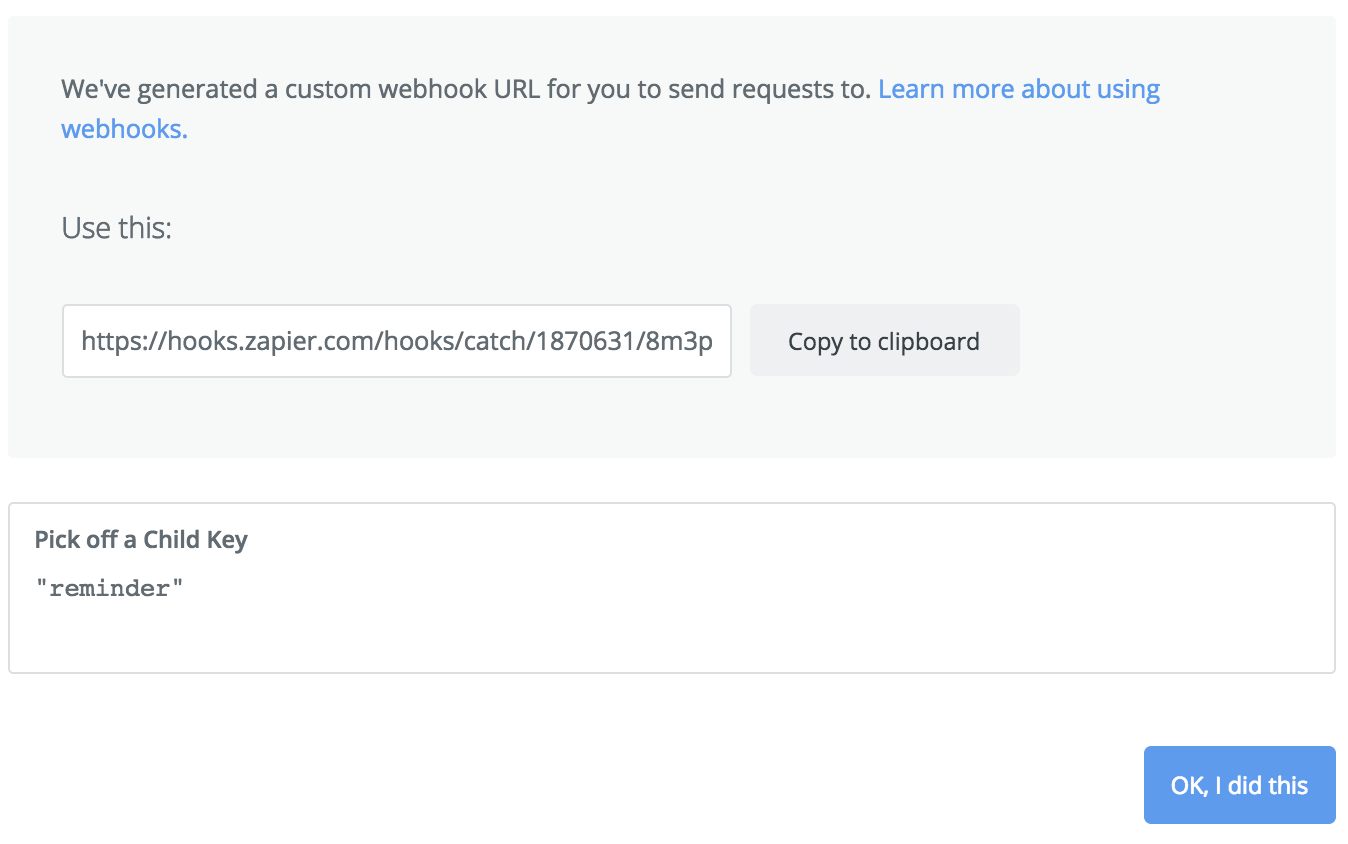 We've generated a custom webhook URL for you to send requests to. Learn more about using
webhooks.
Use this:
https://hooks.zapier.com/hooks/catch/1870631/8m3p
Copy to clipboard
Pick off a Child Key
"reminder"
OK, I did this